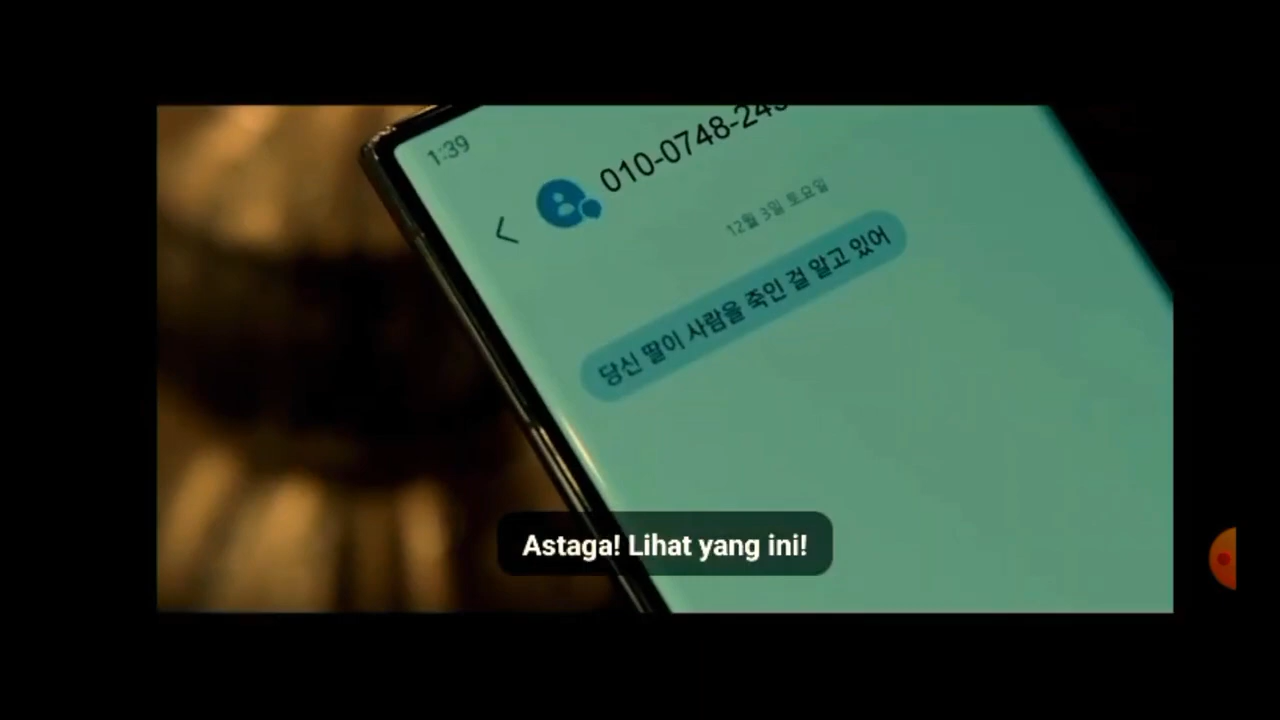 1:39
010-0748-243
12월 3일 토요일
당신 딸이 사람을 죽인 걸 알고 있어
Astaga! Lihat yang ini!